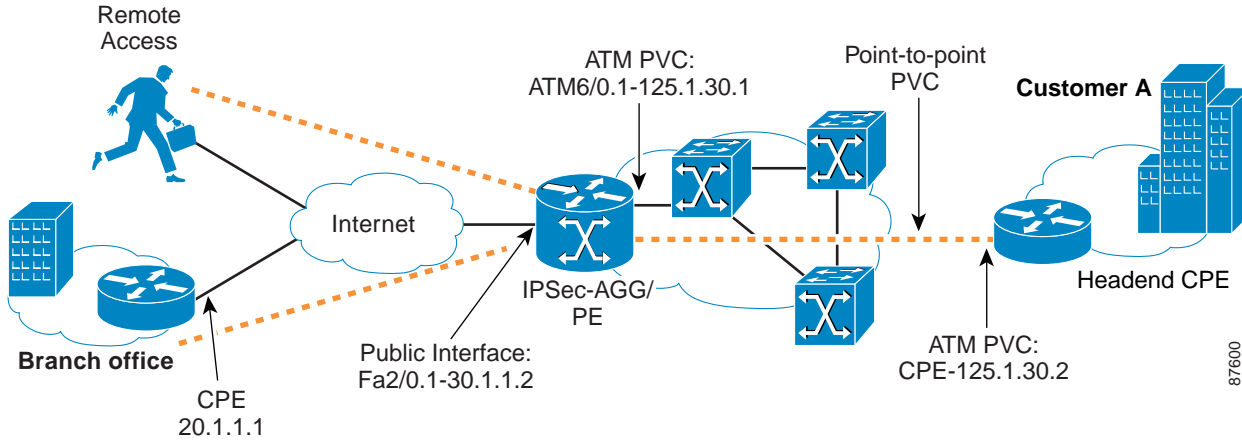 Remote
Access
ATM PVC:
ATM6/0.1-125.1.30.1
Point-to-point
PVC
Customer A
Internet
IPSec-AGG/
PE
Headend CPE
Branch office
Public Interface:
Fa2/0.1-30.1.1.2
ATM PVC:
CPE-125.1.30.2
CPE
20.1.1.1
87600